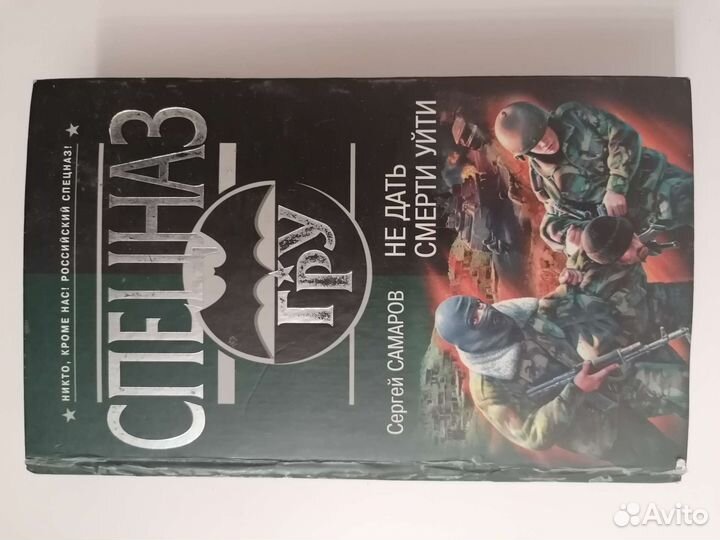 ★ НИКТО, КРОМЕ НАС! РОССИЙСКИЙ СПЕЦНАЗ! ★
СПЕЦНАЗ
ГРУ
Сергей САМАРОВ
НЕ ДАТЬ
СМЕРТИ УЙТИ
Avito